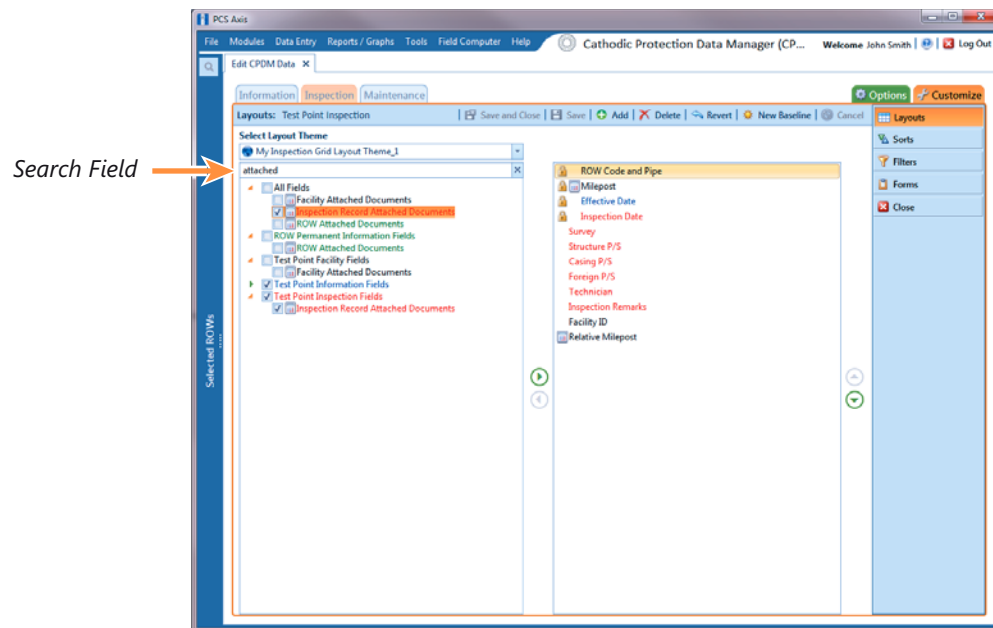 PCS Axis
File Modules Data Entry Reports / Graphs Tools Field Computer Help
Cathodic Protection Data Manager (CP...
Welcome John Smith | | Log Out
Edit CPDM Data
Information Inspection Maintenance
Options Customize
Layouts: Test Point Inspection
| Save and Close | Save | Add | Delete | Revert | New Baseline | Cancel
Select Layout Theme
My Inspection Grid Layout Theme_1
Search Field
attached
All Fields
Facility Attached Documents
Inspection Record Attached Documents
ROW Attached Documents
ROW Permanent Information Fields
ROW Attached Documents
Test Point Facility Fields
Facility Attached Documents
Test Point Information Fields
Test Point Inspection Fields
Inspection Record Attached Documents
ROW Code and Pipe
Milepost
Effective Date
Inspection Date
Survey
Structure P/S
Casing P/S
Foreign P/S
Technician
Inspection Remarks
Facility ID
Relative Milepost
Layouts
Sorts
Filters
Forms
Close
Selected ROWs